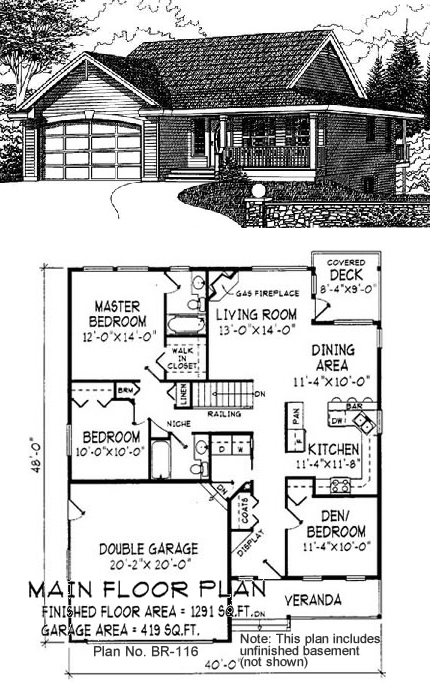 COVERED
DECK
8'-4"X9'-0"
MASTER
BEDROOM
12'-0"X14'-0"
GAS FIREPLACE
LIVING ROOM
13'-0"X14'-0"
WALK
IN
CLOSET
DINING
AREA
11'-4"X10'-0"
BRM
LINEN
DN
RAILING
BAR
DW
PAN
BEDROOM
10'-0"X10'-0"
NICHE
D W
KITCHEN
11'-4"X11'-8"
48'-0"
DN
COATS
DEN/
BEDROOM
11'-4"X10'-0"
DISPLAY
DOUBLE GARAGE
20'-2"X 20'-0"
MAIN FLOOR PLAN
FINISHED FLOOR AREA = 1291 SQ.FT.
DN
VERANDA
GARAGE AREA = 419 SQ.FT.
Plan No. BR-116
Note: This plan includes
unfinished basement
(not shown)
40'-0"